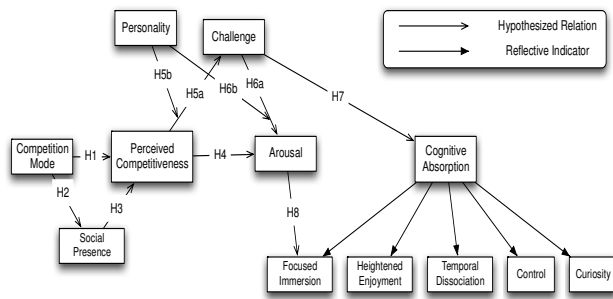 Personality
Challenge
Hypothesized Relation
Reflective Indicator
H5b
H5a
H6b
H6a
H7
Competition
Mode
H1
Perceived
Competitiveness
H4
Arousal
Cognitive
Absorption
H2
H3
H8
Social
Presence
Focused
Immersion
Heightened
Enjoyment
Temporal
Dissociation
Control
Curiosity